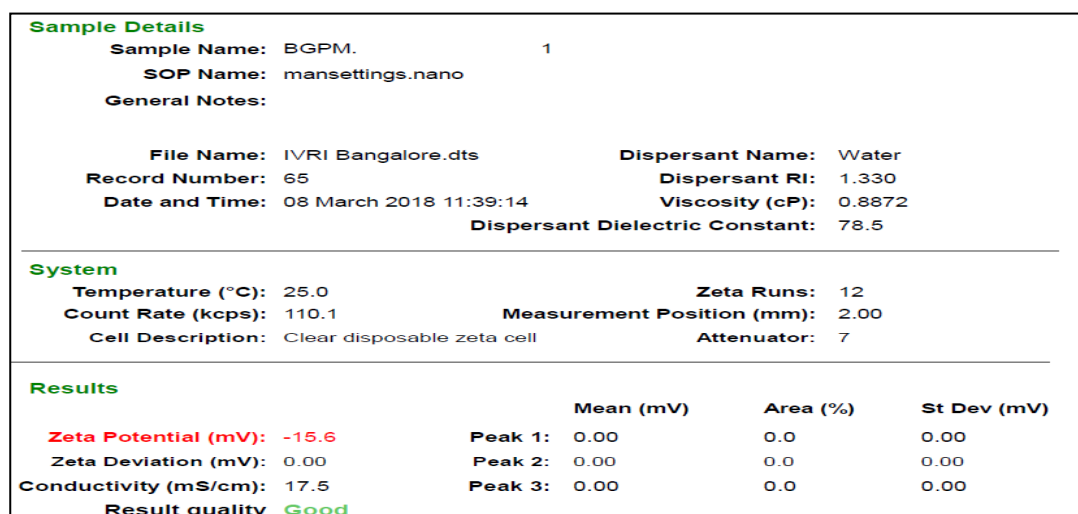 Sample Details
Sample Name: BGPM. 1
SOP Name: mansettings.nano
General Notes:
File Name: IVRI Bangalore.dts Dispersant Name: Water
Record Number: 65 Dispersant RI: 1.330
Date and Time: 08 March 2018 11:39:14 Viscosity (cP): 0.8872
Dispersant Dielectric Constant: 78.5
System
Temperature (°C): 25.0 Zeta Runs: 12
Count Rate (kcps): 110.1 Measurement Position (mm): 2.00
Cell Description: Clear disposable zeta cell Attenuator: 7
Results
Mean (mV) Area (%) St Dev (mV)
Zeta Potential (mV): -15.6 Peak 1: 0.00 0.0 0.00
Zeta Deviation (mV): 0.00 Peak 2: 0.00 0.0 0.00
Conductivity (mS/cm): 17.5 Peak 3: 0.00 0.0 0.00
Result quality Good